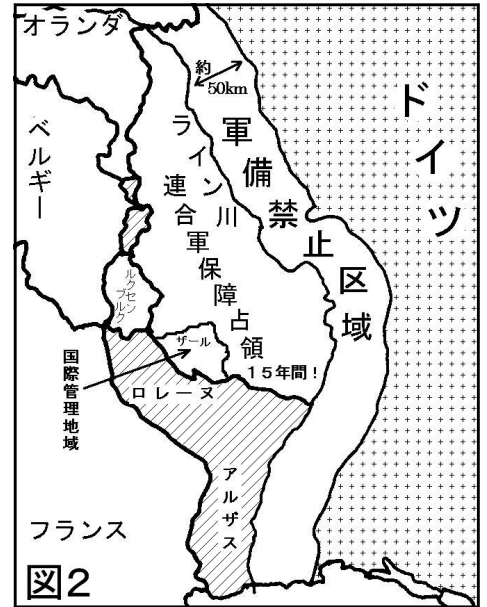 オランダ
約
50km
ドイツ
軍備禁止区域
ライン川
ベルギー
連合軍保障占領
15年間！
ルクセン
ブルク
ザール
国際管理地域
ロレーヌ
アルザス
フランス
図2